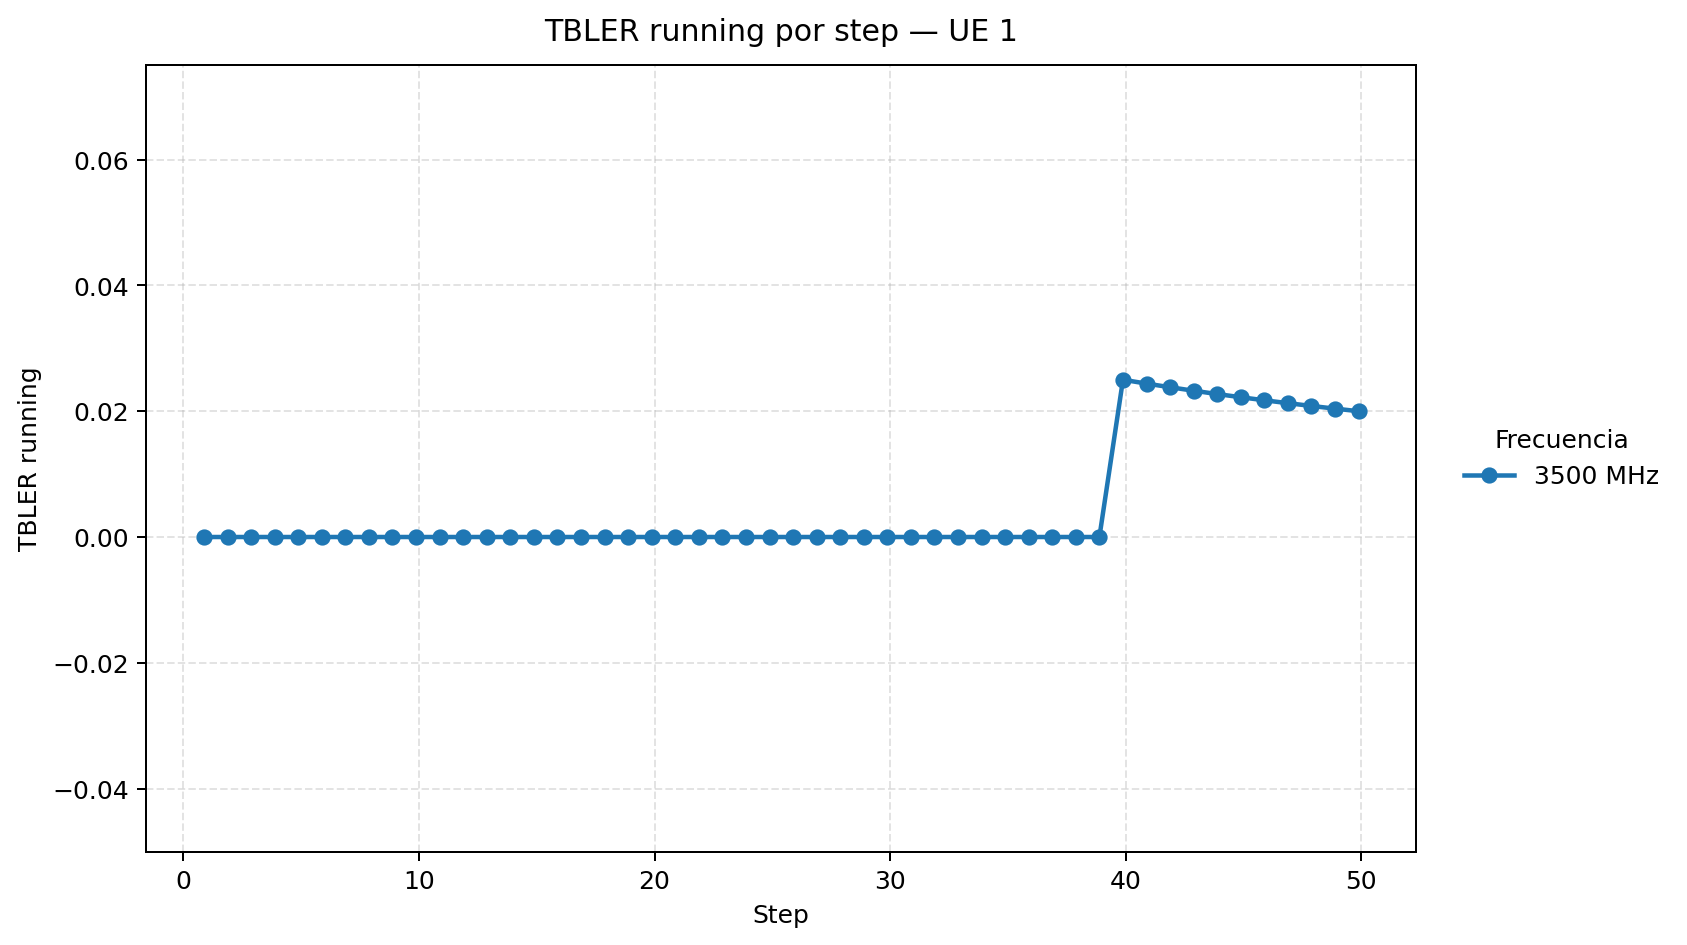 TBLER running por step — UE 1
TBLER running
0.06
0.04
0.02
0.00
−0.02
−0.04
0 10 20 30 40 50
Step
Frecuencia
3500 MHz